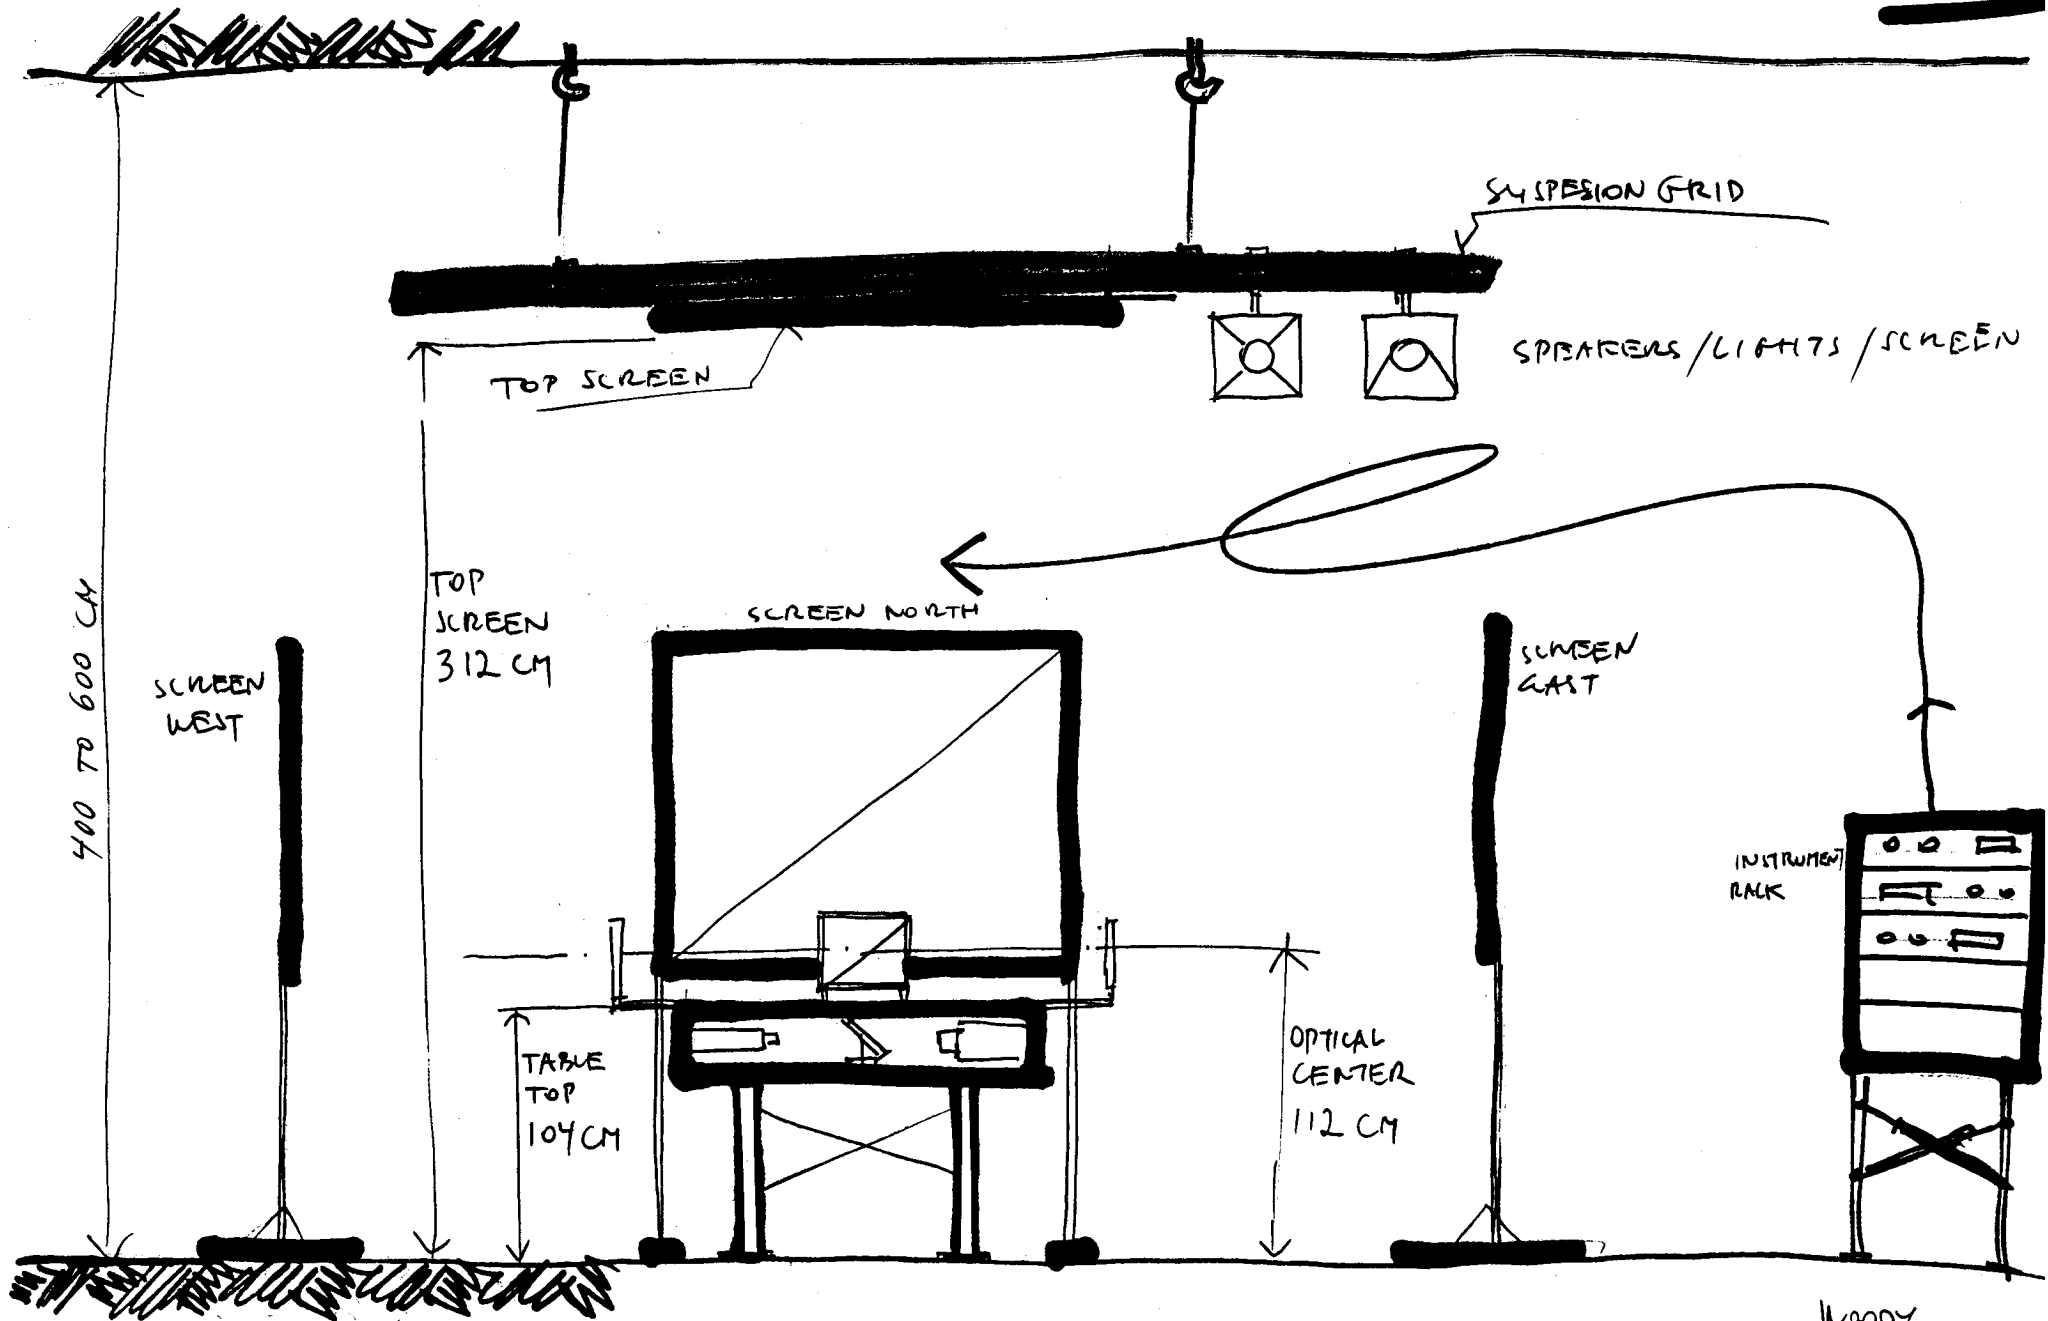 SUSPESION GRID
SPEAKERS/LIGHTS/SCREEN
TOP SCREEN
TOP
SCREEN
312 CM
SCREEN NORTH
SCREEN
WEST
SCREEN
EAST
400 TO 600 CM
INSTRUMENT
RACK
OPTICAL
CENTER
112 CM
TABLE
TOP
104 CM
WOODY